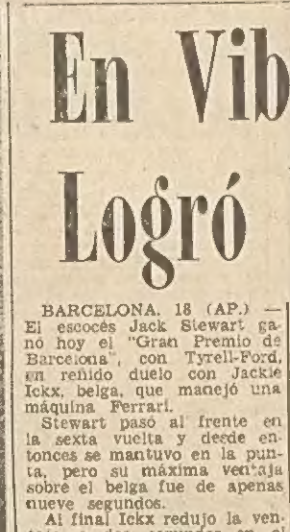 En Vib
Logró
BARCELONA. 18 (AP.) —
El escocés Jack Stewart ga-
nó hoy el "Gran Premio de
Barcelona", con Tyrell-Ford,
en reñido duelo con Jackie
Ickx, belga, que manejó una
máquina Ferrari.
Stewart pasó al frente en
la sexta vuelta y desde en-
tonces se mantuvo en la pun-
ta, pero su máxima ventaja
sobre el belga fue de apenas
nueve segundos.
Al final Ickx redujo la ven-